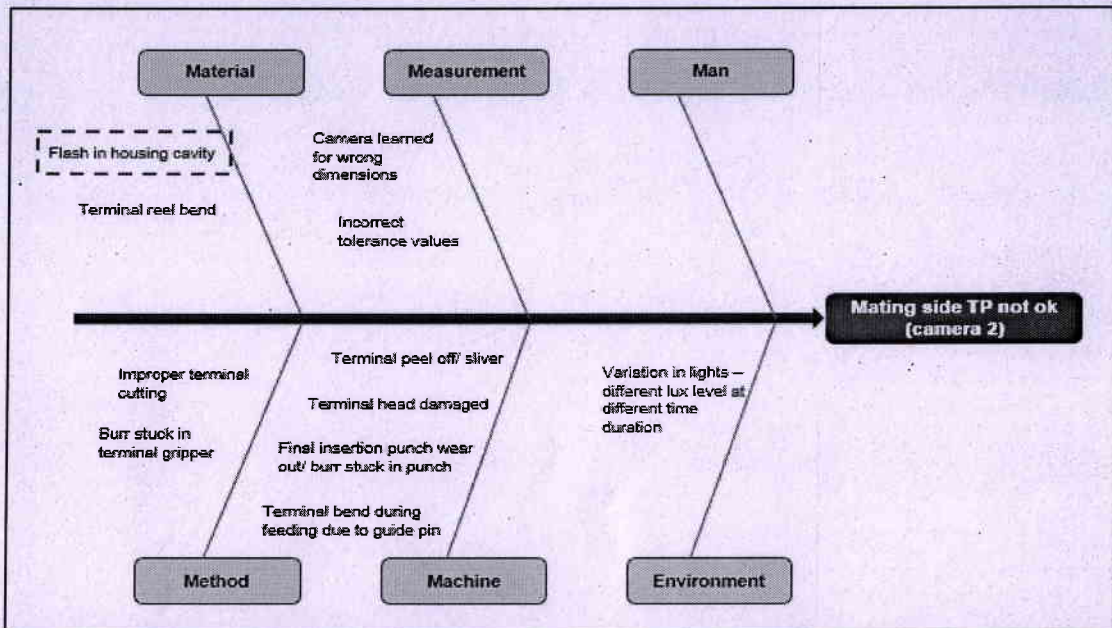 Material
Measurement
Man
Flash in housing cavity
Terminal reel bend
Camera learned
for wrong
dimensions
Incorrect
tolerance values
Mating side TP not ok
(camera 2)
Improper terminal
cutting
Burr stuck in
terminal gripper
Terminal peel off/ sliver
Terminal head damaged
Final insertion punch wear
out/ burr stuck in punch
Terminal bend during
feeding due to guide pin
Variation in lights –
different lux level at
different time
duration
Method
Machine
Environment